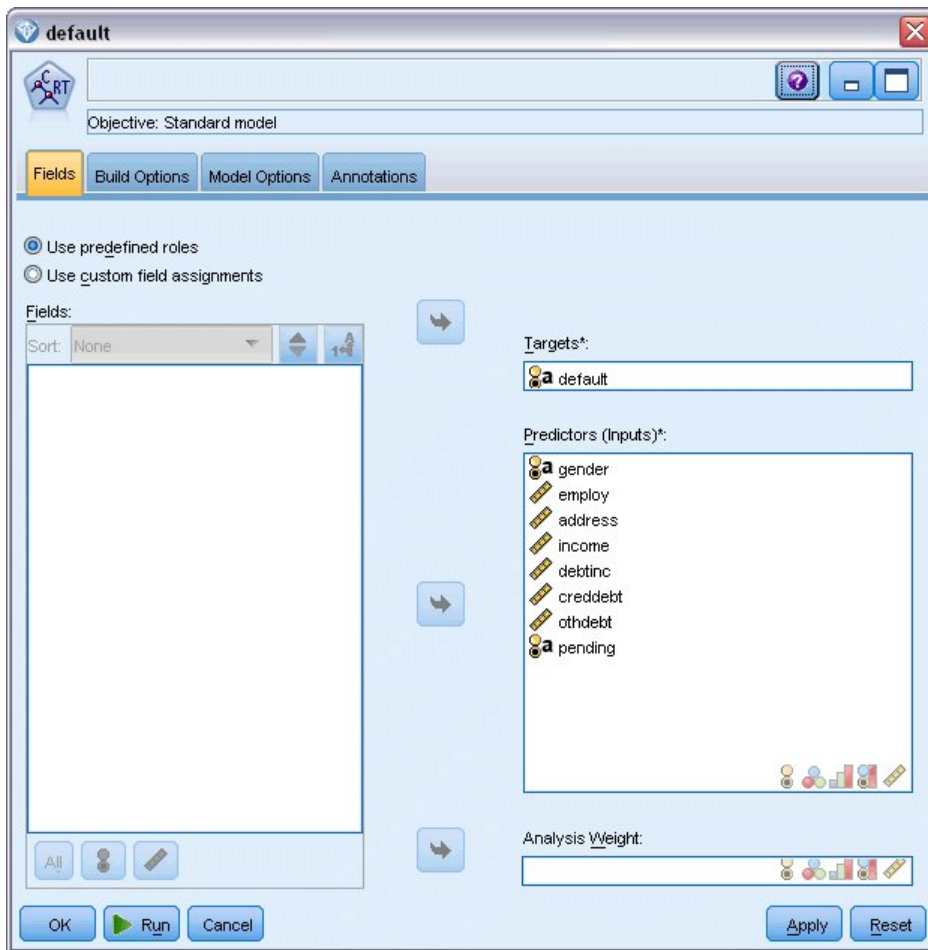 default
C&RT
Objective: Standard model
Fields Build Options Model Options Annotations
Use predefined roles
Use custom field assignments
Fields:
Sort: None
Targets*:
a default
Predictors (Inputs)*:
a gender
employ
address
income
debtinc
creddebt
othdebt
a pending
All
Analysis Weight:
OK Run Cancel Apply Reset